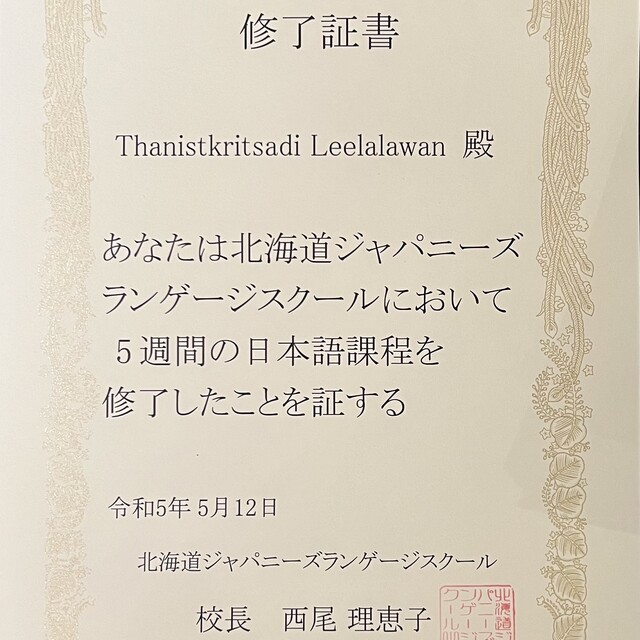 修了証書
Thanistkritsadi Leelalawan 殿
あなたは北海道ジャパニーズ
ランゲージスクールにおいて
5週間の日本語課程を
修了したことを証する
令和5年 5月12日
北海道ジャパニーズランゲージスクール
校長 西尾 理恵子